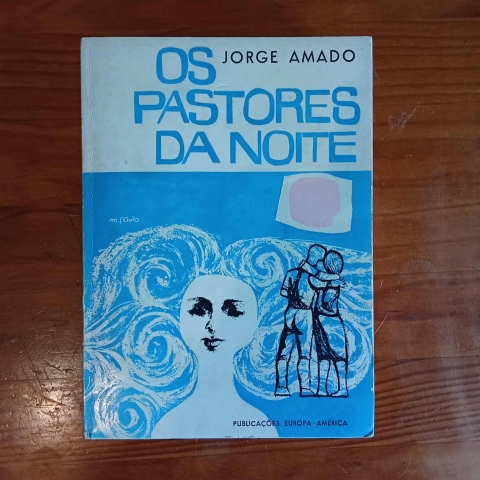 JORGE AMADO
OS
PASTORES
DA NOITE
m. flávio
PUBLICAÇÕES EUROPA-AMÉRICA